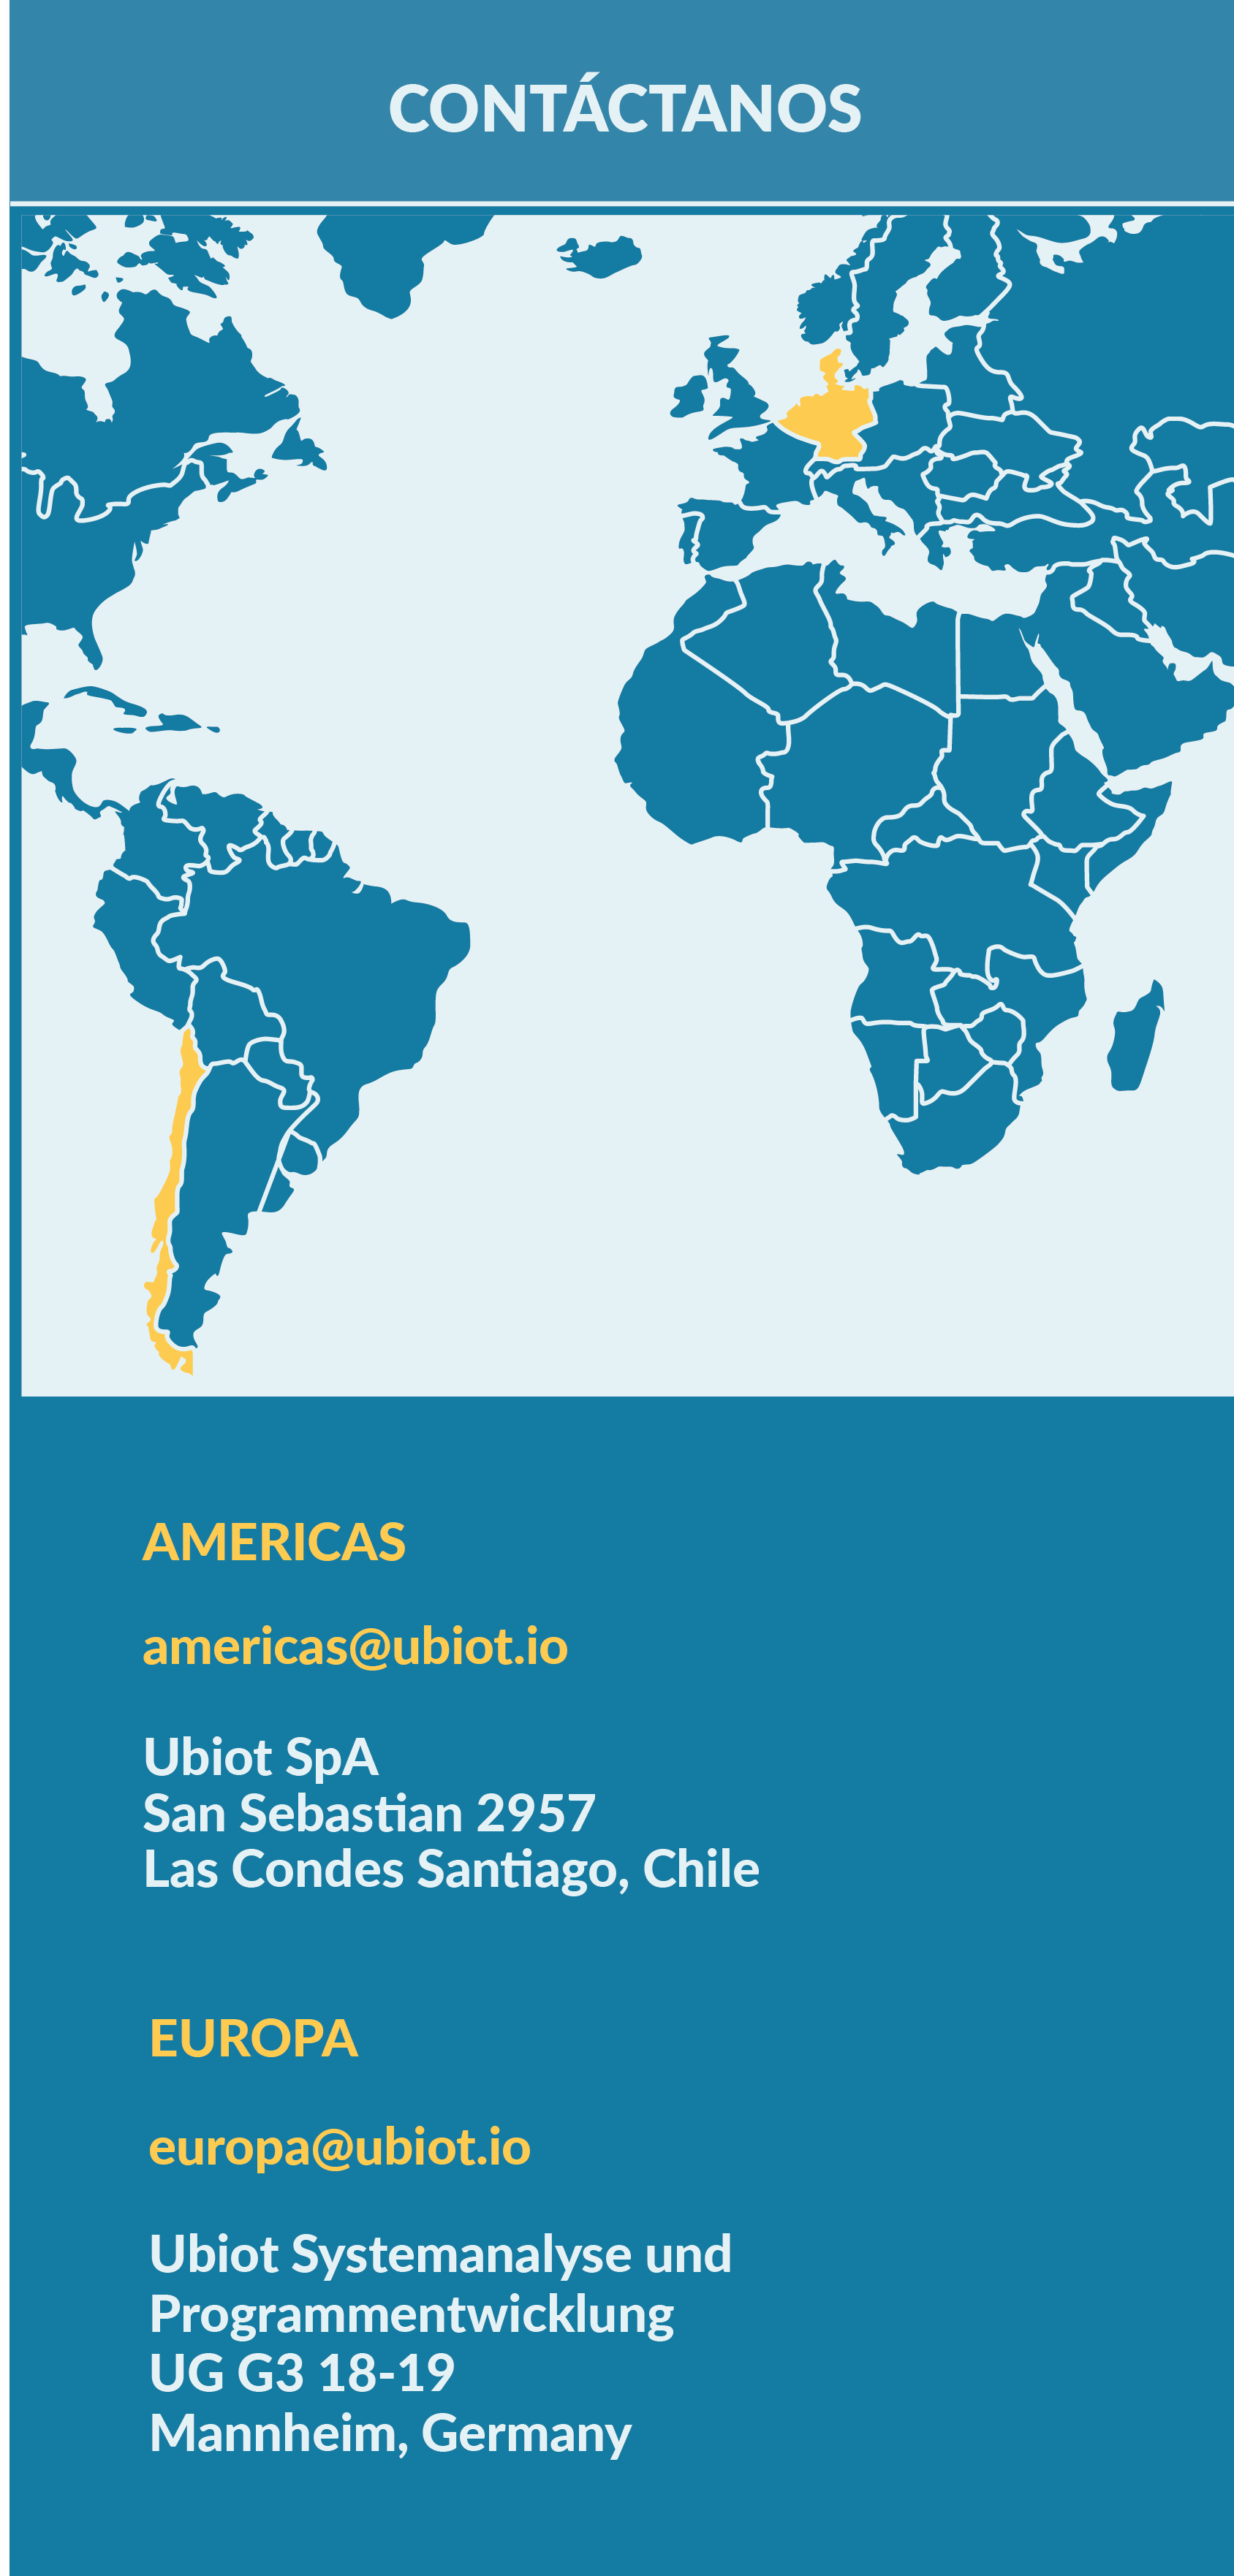 CONTÁCTANOS
AMERICAS
americas@ubiot.io
Ubiot SpA
San Sebastian 2957
Las Condes Santiago, Chile
EUROPA
europa@ubiot.io
Ubiot Systemanalyse und
Programmentwicklung
UG G3 18-19
Mannheim, Germany